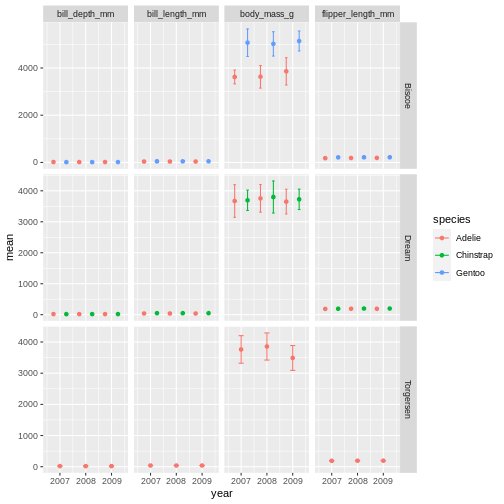 bill_depth_mm bill_length_mm body_mass_g flipper_length_mm
4000
2000
0
Biscoe
4000
3000
2000
1000
0
Dream
4000
3000
2000
1000
0
Torgersen
2007 2008 2009 2007 2008 2009 2007 2008 2009 2007 2008 2009
year
mean
species
Adelie
Chinstrap
Gentoo